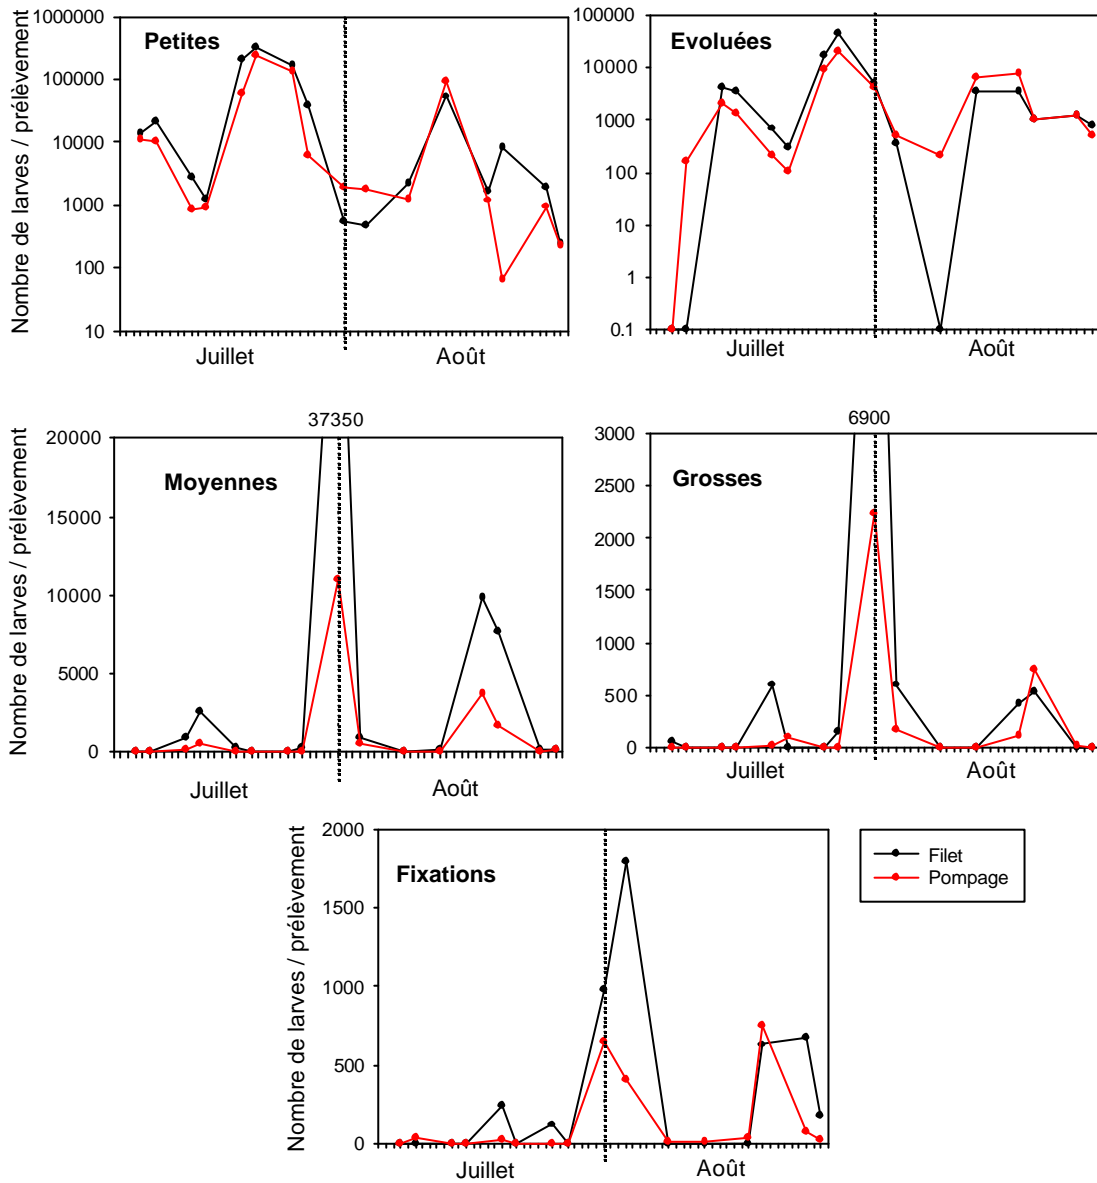 Petites
Nombre de larves / prélèvement
1000000
100000
10000
1000
100
10
Juillet
Août
Evoluées
100000
10000
1000
100
10
1
0.1
Juillet
Août
37350
Moyennes
Nombre de larves / prélèvement
20000
15000
10000
5000
0
Juillet
Août
6900
Grosses
3000
2500
2000
1500
1000
500
0
Juillet
Août
Fixations
Nombre de larves / prélèvement
2000
1500
1000
500
0
Juillet
Août
Filet
Pompage